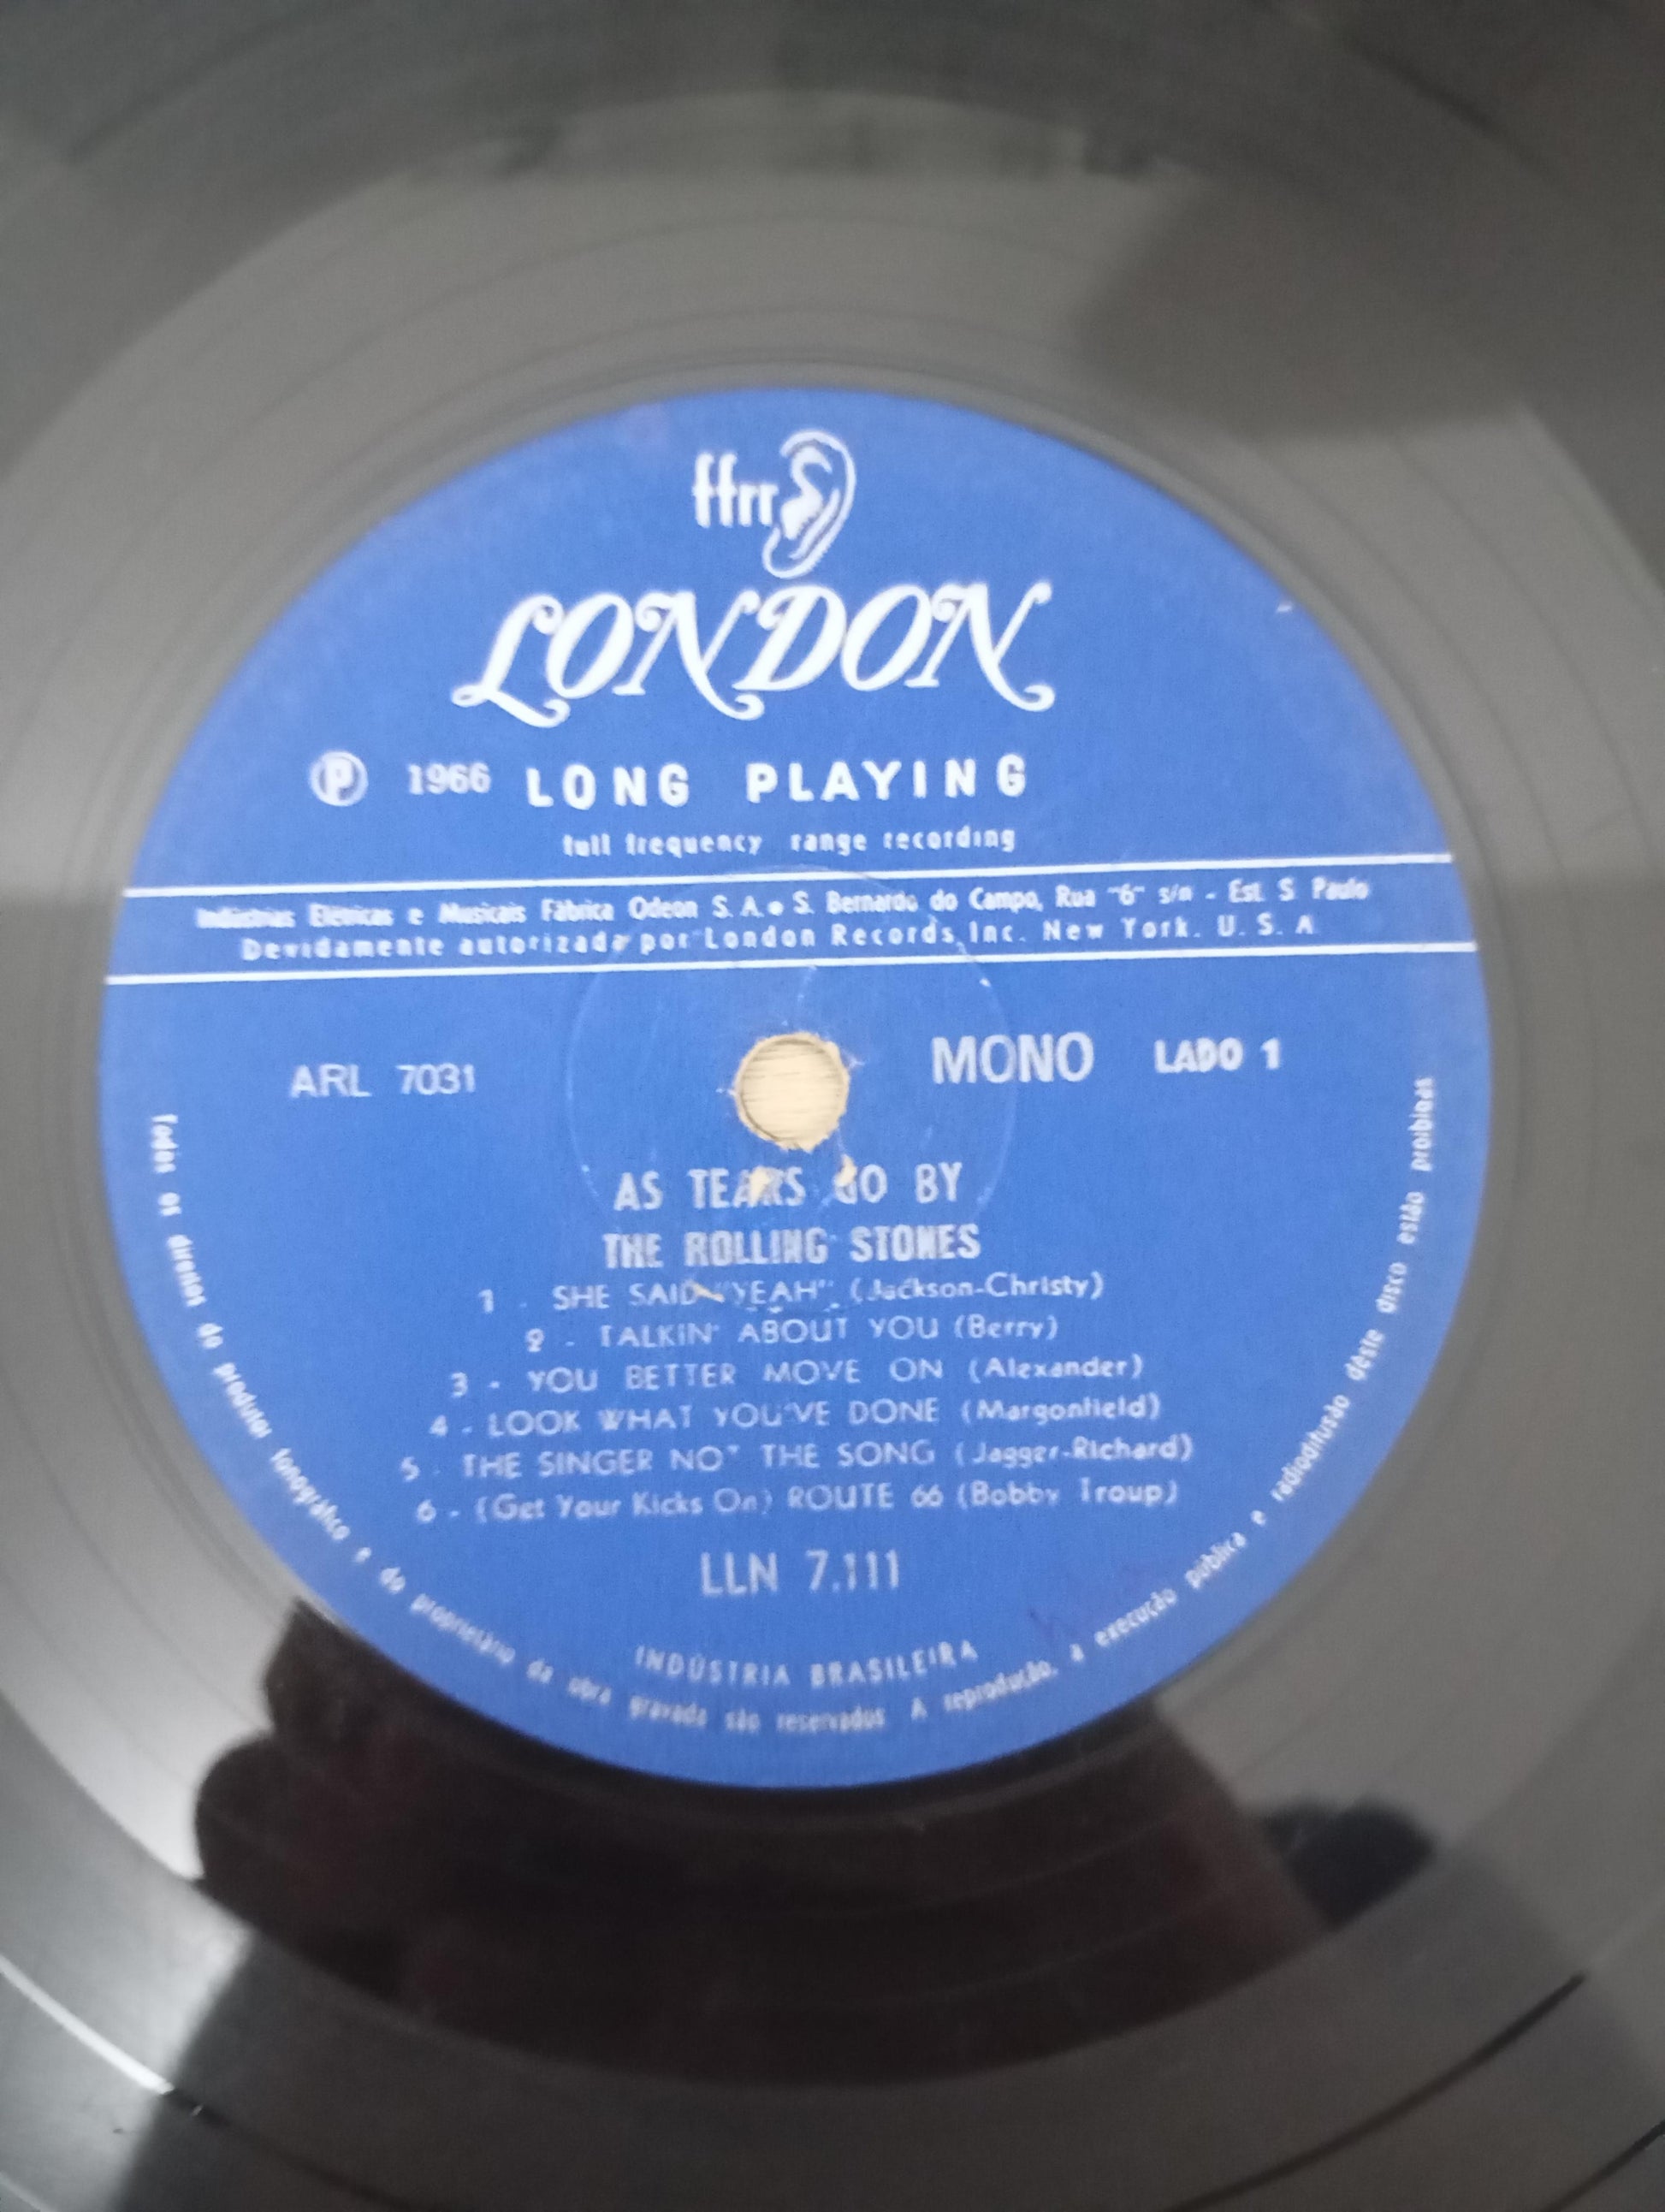 ffrr
LONDON
Ⓟ 1966 LONG PLAYING
full frequency range recording
Indústrias Elétricas e Musicais Fábrica Odeon S. A. • S. Bernardo do Campo, Rua "6" s/n - Est. S. Paulo
Devidamente autorizada por London Records, Inc. New York. U. S. A
ARL 7031
MONO LADO 1
AS TEARS GO BY
THE ROLLING STONES
1 - SHE SAID "YEAH" (Jackson-Christy)
2 - TALKIN' ABOUT YOU (Berry)
3 - YOU BETTER MOVE ON (Alexander)
4 - LOOK WHAT YOU'VE DONE (Morgonfield)
5 - THE SINGER NOT THE SONG (Jagger-Richard)
6 - (Get Your Kicks On) ROUTE 66 (Bobby Troup)
LLN 7.111
INDÚSTRIA BRASILEIRA
Todos os direitos do produtor fonográfico e do proprietário da obra gravada são reservados. A reprodução, a execução pública e radiodifusão dêste disco estão proibidas